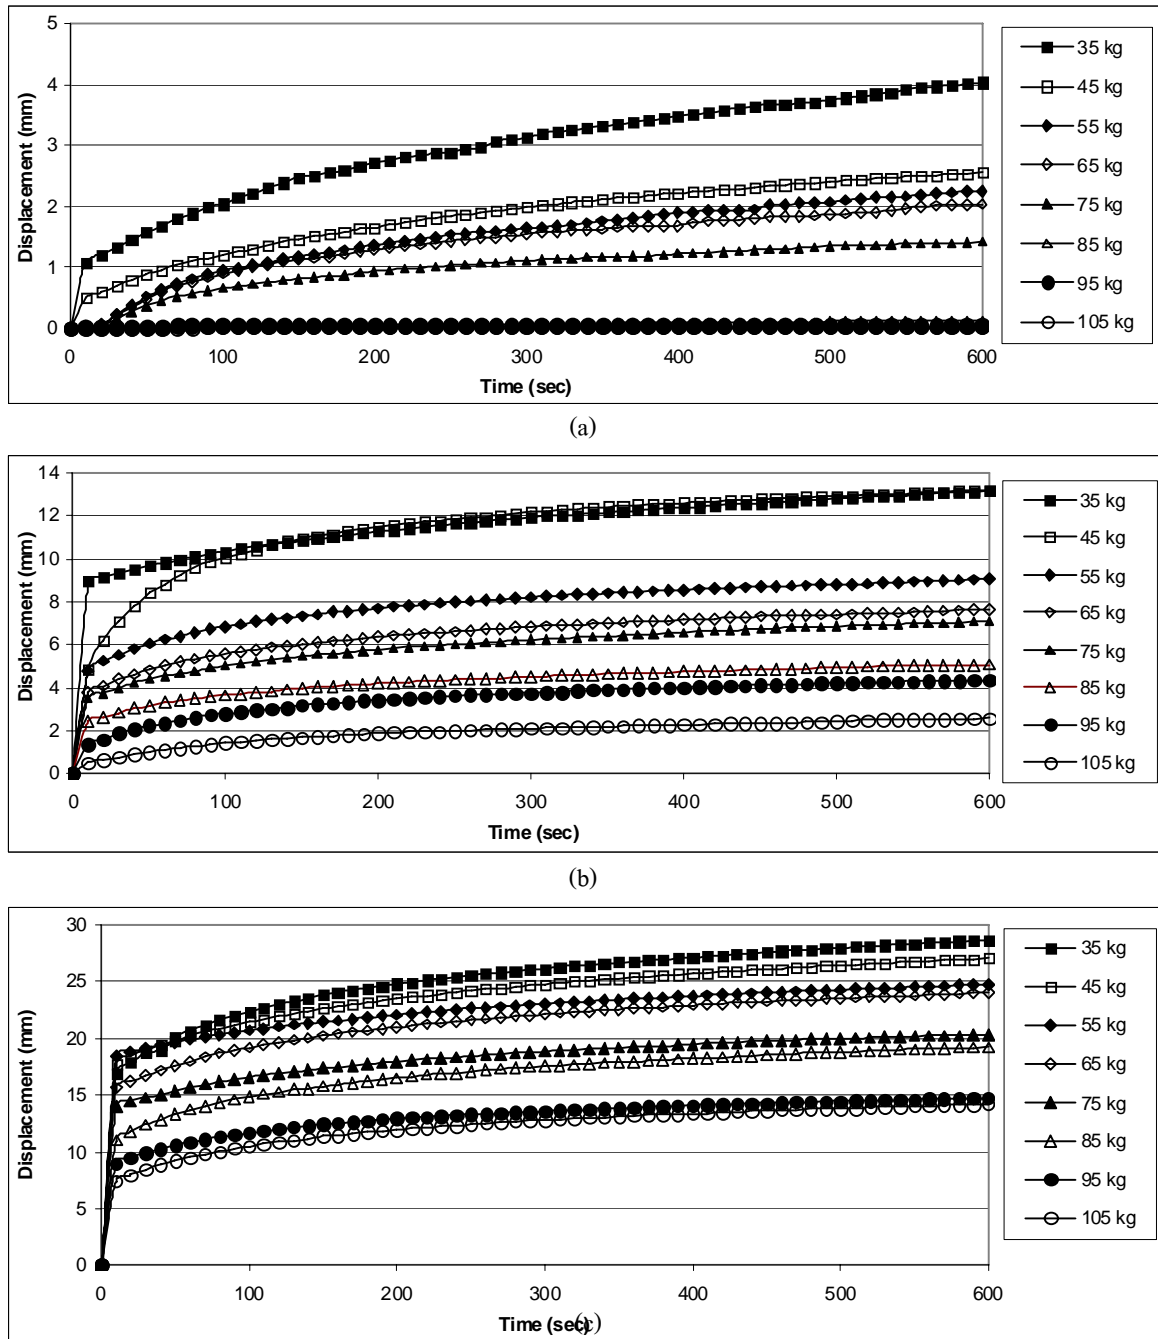 5
4
3
2
1
0
Displacement (mm)
0 100 200 300 400 500 600
Time (sec)
35 kg
45 kg
55 kg
65 kg
75 kg
85 kg
95 kg
105 kg
(a)
14
12
10
8
6
4
2
0
Displacement (mm)
0 100 200 300 400 500 600
Time (sec)
35 kg
45 kg
55 kg
65 kg
75 kg
85 kg
95 kg
105 kg
(b)
30
25
20
15
10
5
0
Displacement (mm)
0 100 200 300 400 500 600
Time (sec)
35 kg
45 kg
55 kg
65 kg
75 kg
85 kg
95 kg
105 kg
(c)